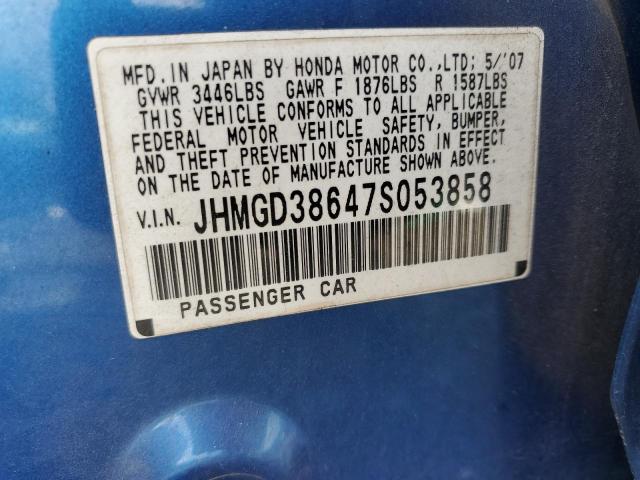 MFD. IN JAPAN BY HONDA MOTOR CO.,LTD; 5/'07
GVWR 3446LBS GAWR F 1876LBS R 1587LBS
THIS VEHICLE CONFORMS TO ALL APPLICABLE
FEDERAL MOTOR VEHICLE SAFETY, BUMPER,
AND THEFT PREVENTION STANDARDS IN EFFECT
ON THE DATE OF MANUFACTURE SHOWN ABOVE.
V.I.N. JHMGD38647S053858
PASSENGER CAR